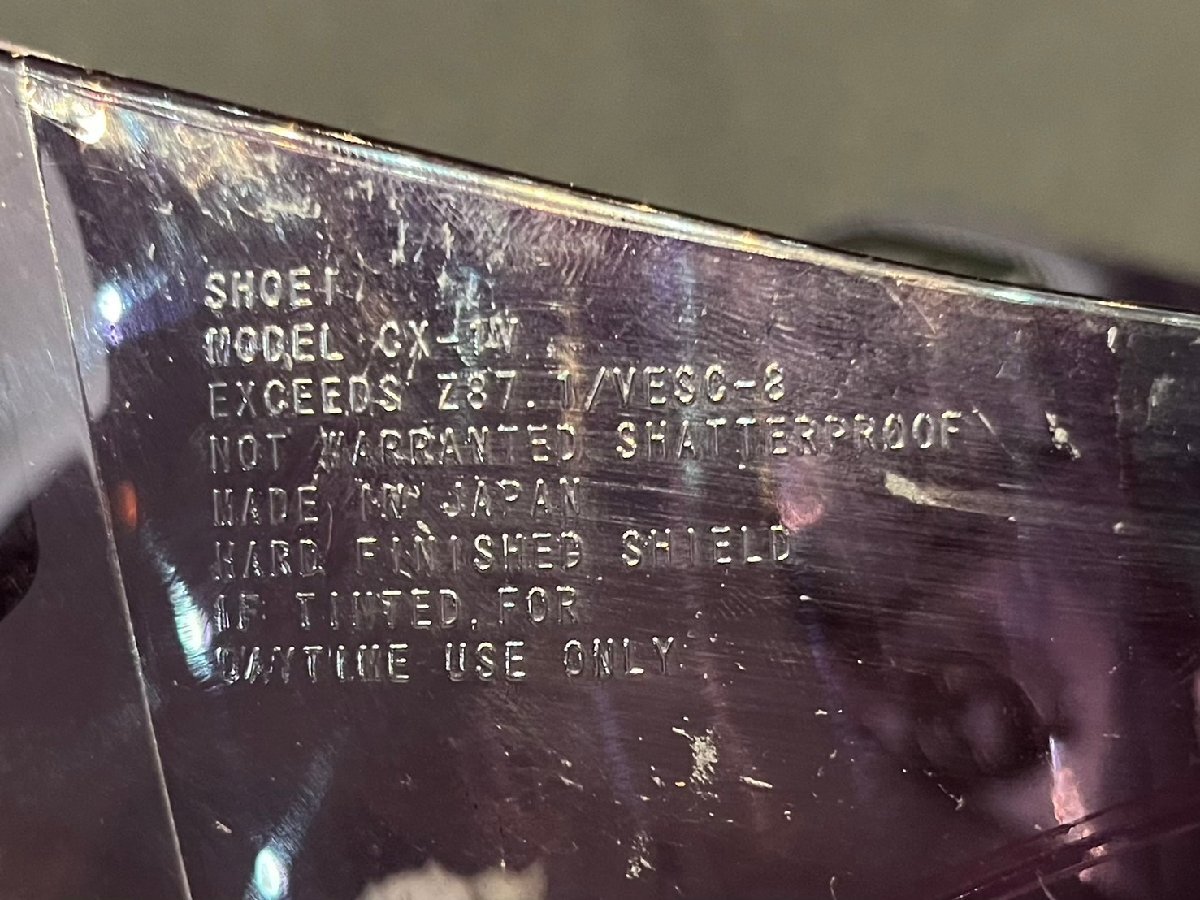 SHOEI
MODEL CX-1W
EXCEEDS Z87.1/VESC-8
NOT WARRANTED SHATTERPROOF
MADE IN JAPAN
HARD FINISHED SHIELD
IF TINTED, FOR
DAYTIME USE ONLY